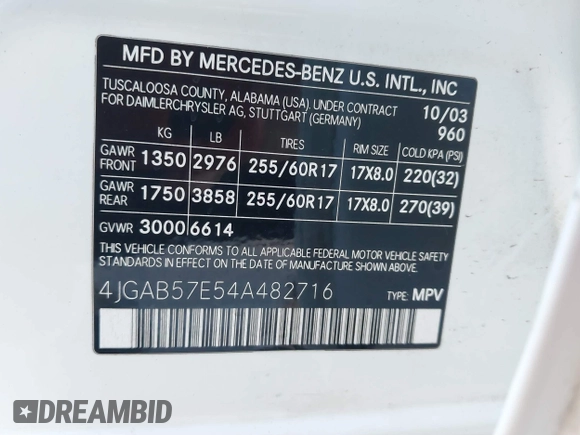 MFD BY MERCEDES-BENZ U.S. INTL., INC
TUSCALOOSA COUNTY, ALABAMA (USA). UNDER CONTRACT 10/03
FOR DAIMLERCHRYSLER AG, STUTTGART (GERMANY) 960
KG LB TIRES RIM SIZE COLD KPA (PSI)
GAWR FRONT 1350 2976 255/60R17 17X8.0 220(32)
GAWR REAR 1750 3858 255/60R17 17X8.0 270(39)
GVWR 3000 6614
THIS VEHICLE CONFORMS TO ALL APPLICABLE FEDERAL MOTOR VEHICLE SAFETY
STANDARDS IN EFFECT ON THE DATE OF MANUFACTURE SHOWN ABOVE.
4JGAB57E54A482716 TYPE: MPV
DREAMBID